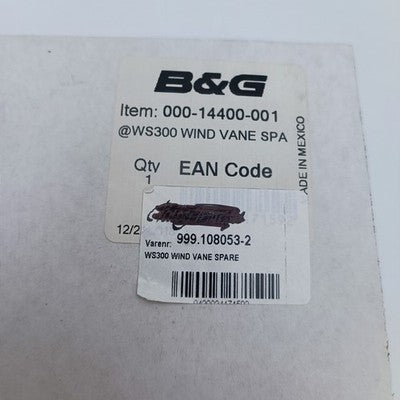 B&G
Item: 000-14400-001
@WS300 WIND VANE SPA
Qty EAN Code
1
MADE IN MEXICO
12/2
Varenr: 999.108053-2
WS300 WIND VANE SPARE